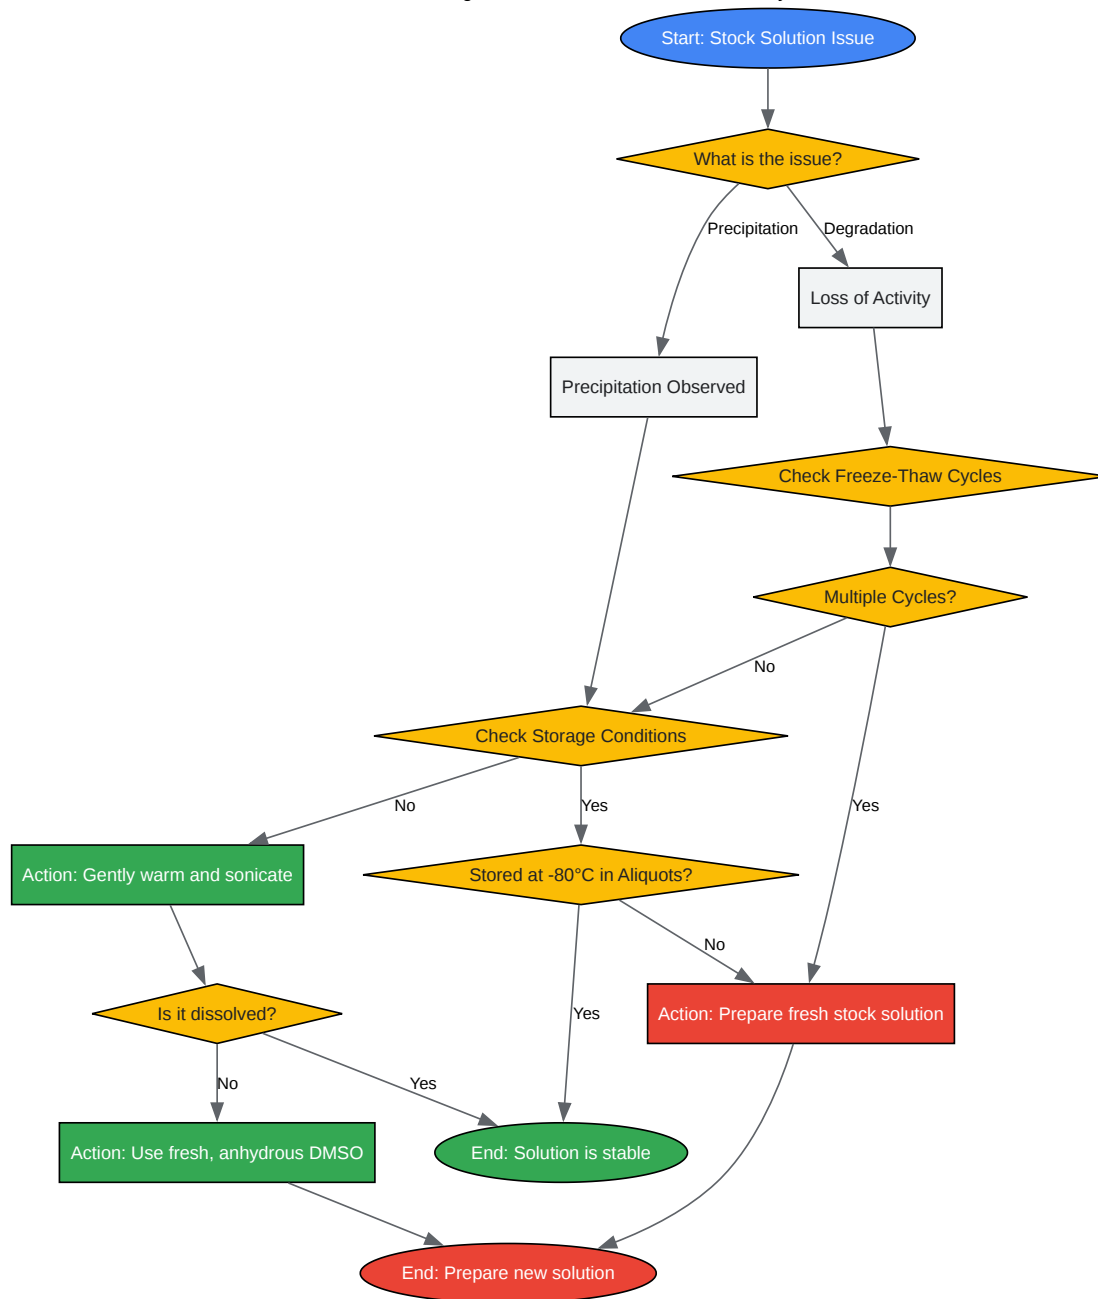 Start: Stock Solution Issue
What is the issue?
Precipitation
Degradation
Loss of Activity
Precipitation Observed
Check Freeze-Thaw Cycles
Multiple Cycles?
No
Check Storage Conditions
No
Yes
Yes
Action: Gently warm and sonicate
Stored at -80°C in Aliquots?
No
Is it dissolved?
Yes
Action: Prepare fresh stock solution
No
Yes
Action: Use fresh, anhydrous DMSO
End: Solution is stable
End: Prepare new solution